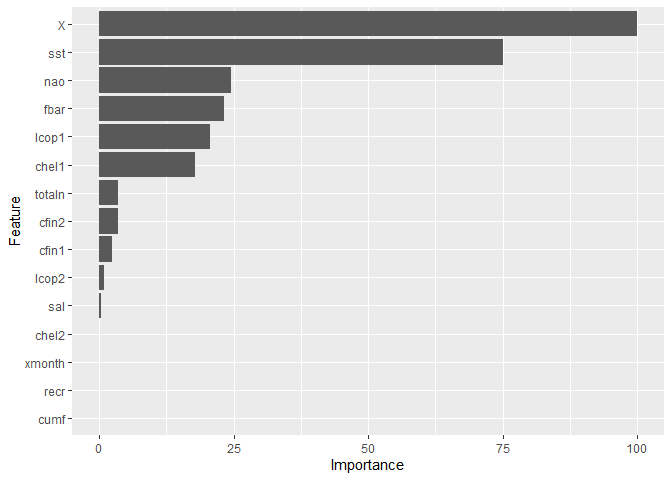 X
sst
nao
fbar
lcop1
chel1
totaln
cfin2
cfin1
lcop2
sal
chel2
xmonth
recr
cumf
Feature
0 25 50 75 100
Importance